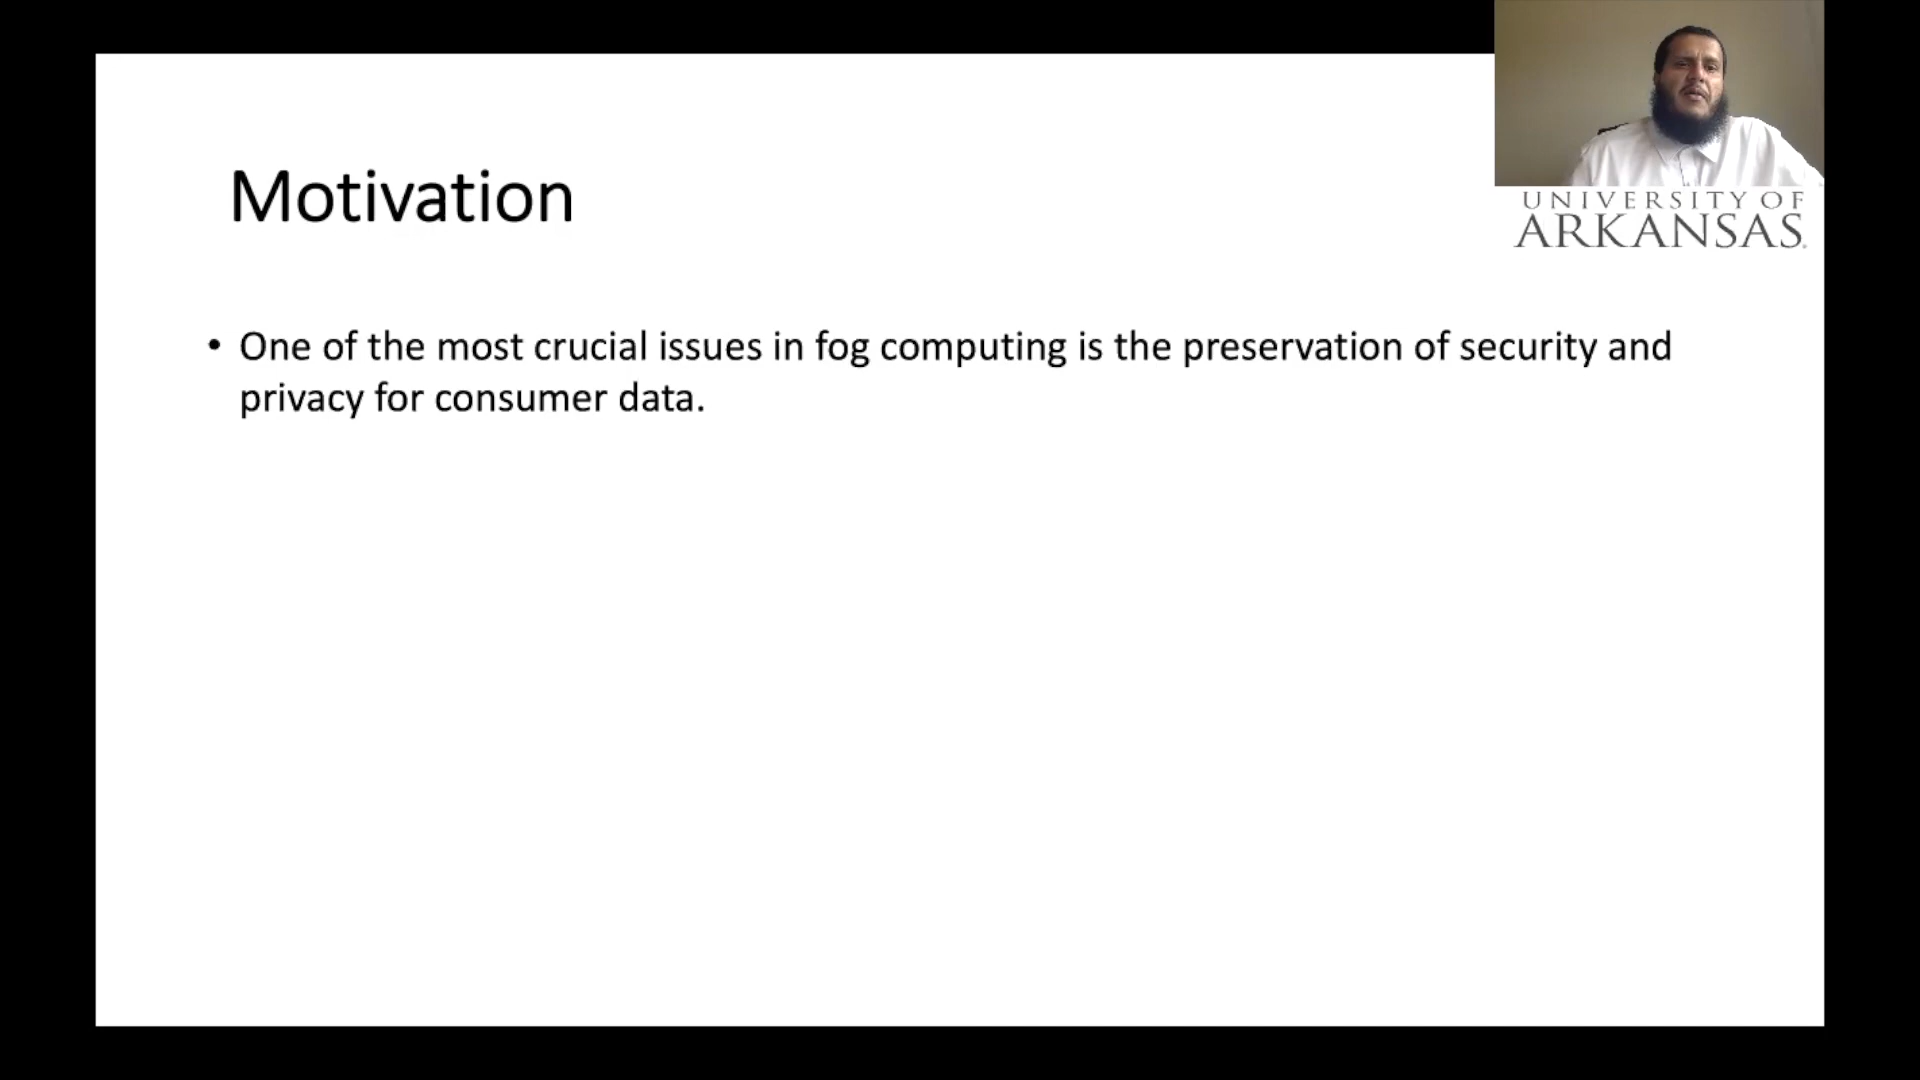 UNIVERSITY OF
ARKANSAS.
Motivation
• One of the most crucial issues in fog computing is the preservation of security and
privacy for consumer data.